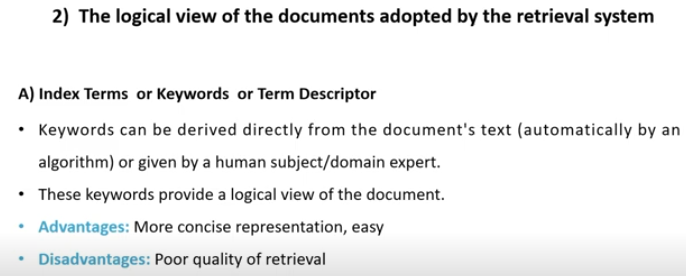 2) The logical view of the documents adopted by the retrieval system
A) Index Terms or Keywords or Term Descriptor
• Keywords can be derived directly from the document's text (automatically by an
algorithm) or given by a human subject/domain expert.
• These keywords provide a logical view of the document.
• Advantages: More concise representation, easy
• Disadvantages: Poor quality of retrieval